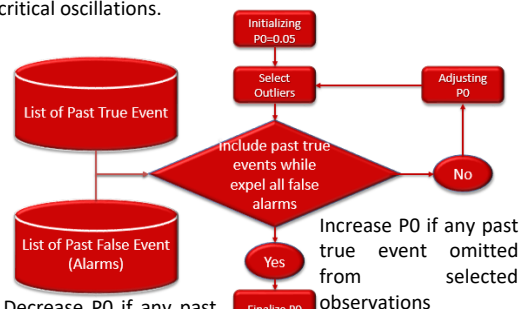 critical oscillations.
Initializing
P0=0.05
Select
Outliers
Adjusting
P0
List of Past True Event
Include past true
events while
expel all false
alarms
No
List of Past False Event
(Alarms)
Yes
Increase P0 if any past
true event omitted
from selected
observations
Decrease P0 if any past
Finalize P0